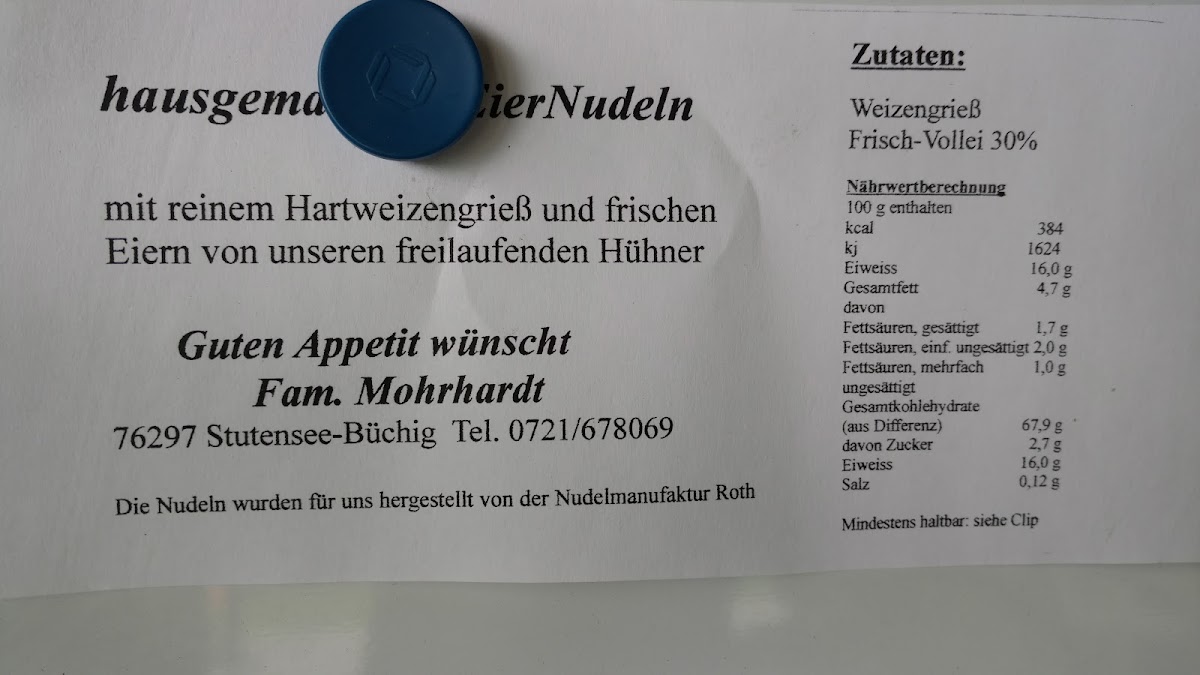 hausgema EierNudeln
mit reinem Hartweizengrieß und frischen
Eiern von unseren freilaufenden Hühner
Guten Appetit wünscht
Fam. Mohrhardt
76297 Stutensee-Büchig Tel. 0721/678069
Die Nudeln wurden für uns hergestellt von der Nudelmanufaktur Roth
Zutaten:
Weizengrieß
Frisch-Vollei 30%
Nährwertberechnung
100 g enthalten
kcal 384
kj 1624
Eiweiss 16,0 g
Gesamtfett 4,7 g
davon
Fettsäuren, gesättigt 1,7 g
Fettsäuren, einf. ungesättigt 2,0 g
Fettsäuren, mehrfach 1,0 g
ungesättigt
Gesamtkohlehydrate
(aus Differenz) 67,9 g
davon Zucker 2,7 g
Eiweiss 16,0 g
Salz 0,12 g
Mindestens haltbar: siehe Clip